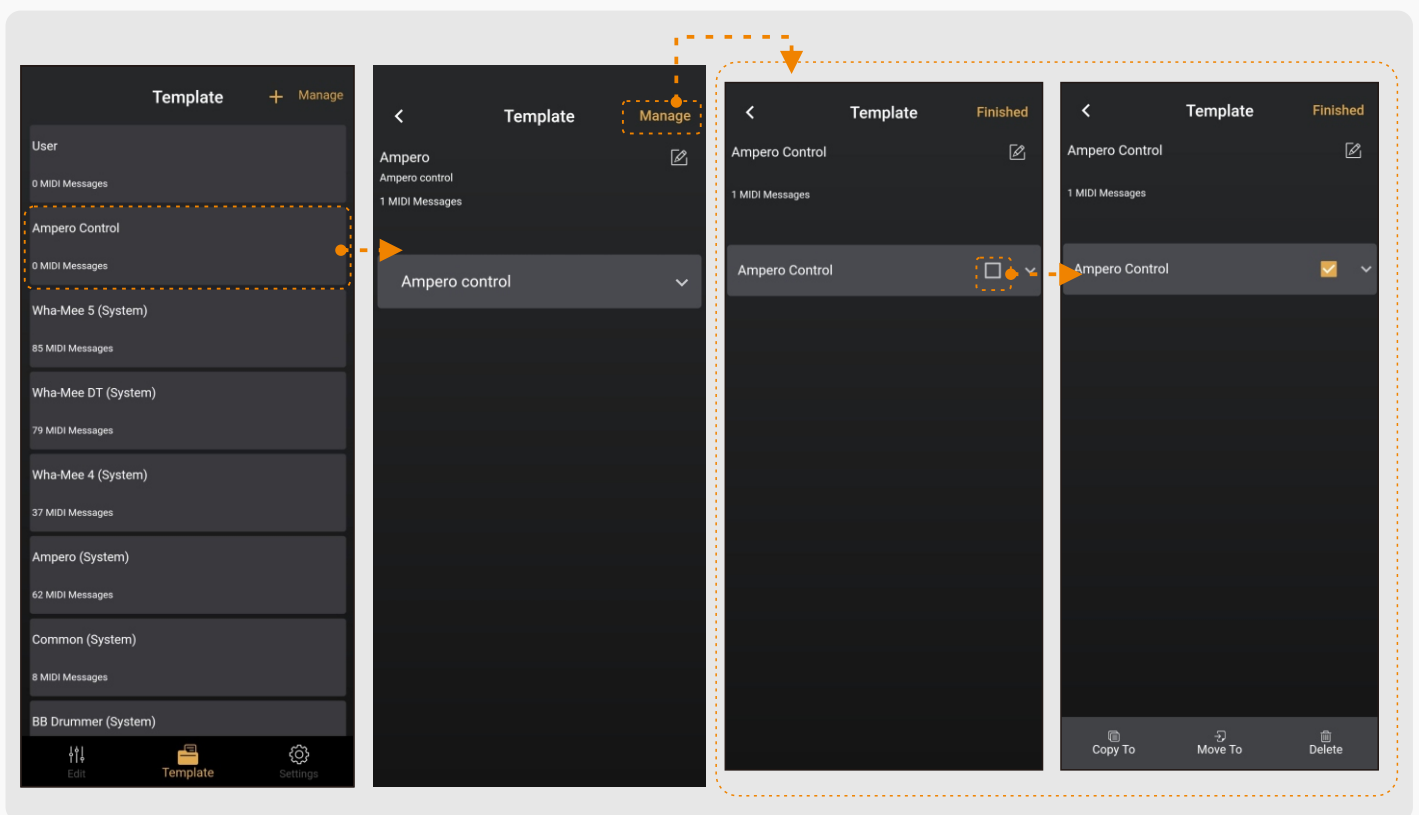 Template
Manage
User
0 MIDI Messages
Ampero Control
0 MIDI Messages
Wha-Mee 5 (System)
85 MIDI Messages
Wha-Mee DT (System)
79 MIDI Messages
Wha-Mee 4 (System)
37 MIDI Messages
Ampero (System)
62 MIDI Messages
Common (System)
8 MIDI Messages
BB Drummer (System)
Edit
Template
Settings
Template
Manage
Ampero
Ampero control
1 MIDI Messages
Ampero control
Template
Finished
Ampero Control
1 MIDI Messages
Ampero Control
Template
Finished
Ampero Control
1 MIDI Messages
Ampero Control
Copy To
Move To
Delete